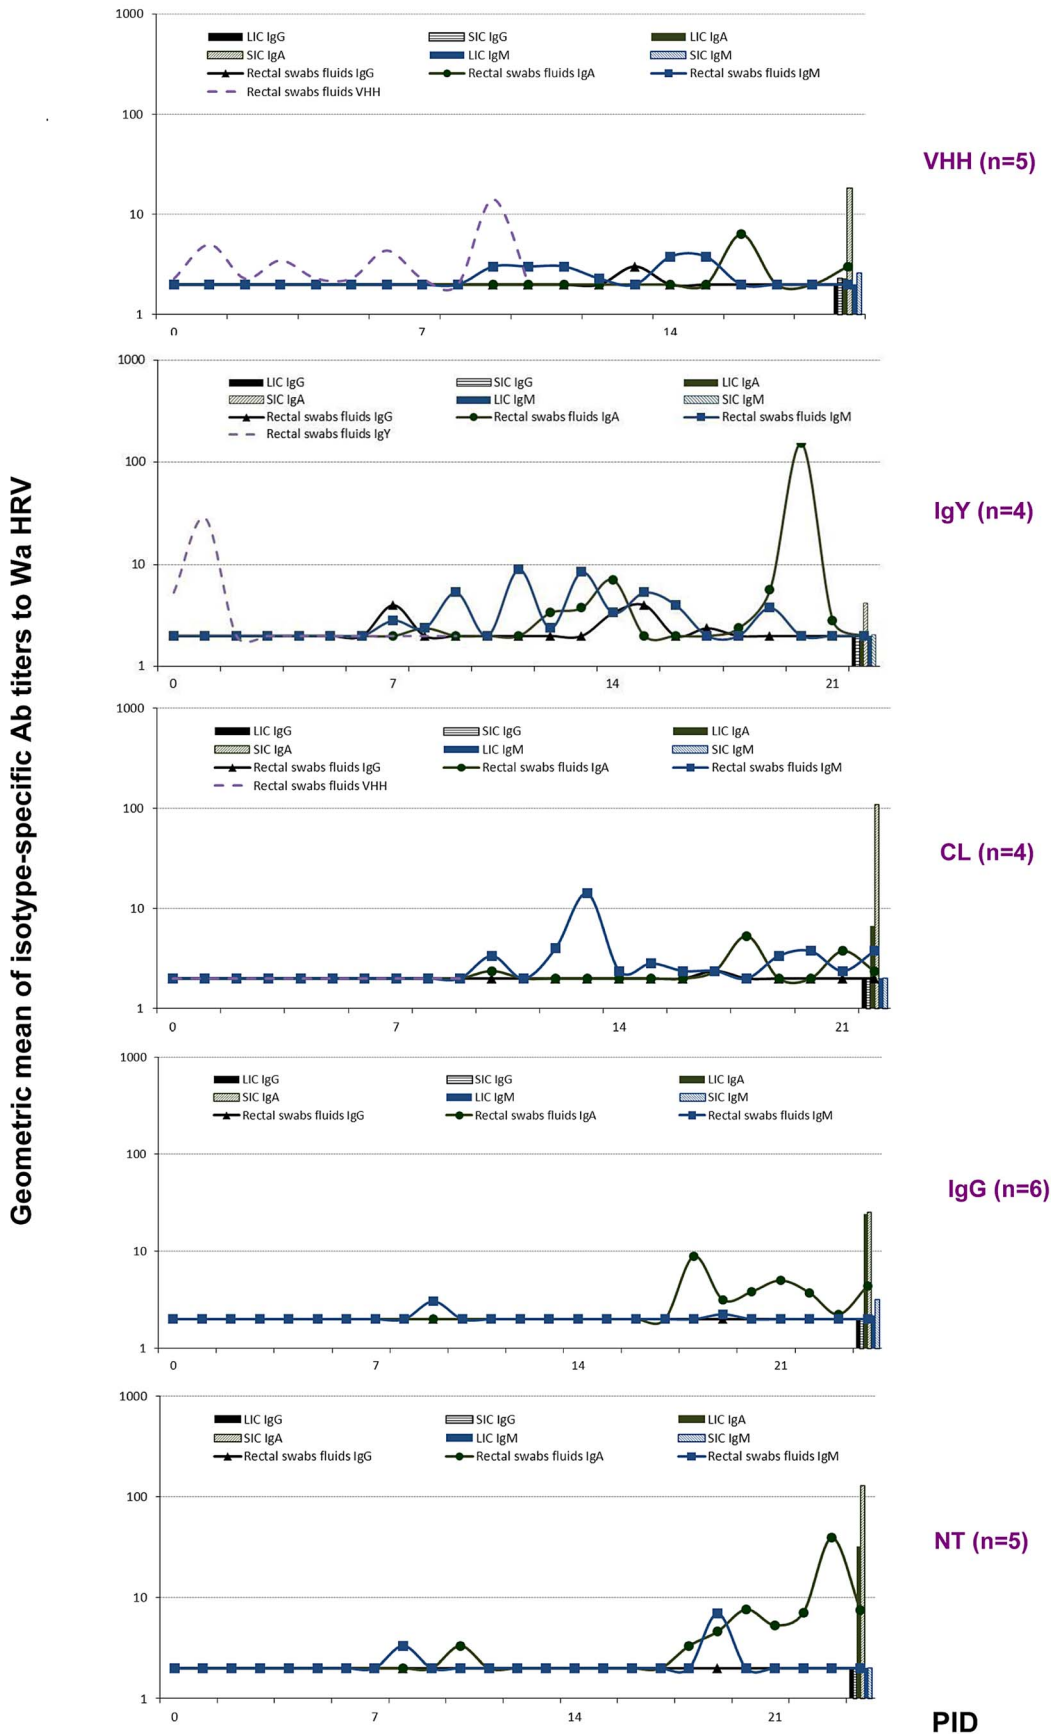 Geometric mean of isotype-specific Ab titers to Wa HRV
1000
LIC IgG SIC IgG LIC IgA
SIC IgA LIC IgM SIC IgM
Rectal swabs fluids IgG Rectal swabs fluids IgA Rectal swabs fluids IgM
Rectal swabs fluids VHH
100
VHH (n=5)
10
1
0 7 14
1000
LIC IgG SIC IgG LIC IgA
SIC IgA LIC IgM SIC IgM
Rectal swabs fluids IgG Rectal swabs fluids IgA Rectal swabs fluids IgM
Rectal swabs fluids IgY
100
IgY (n=4)
10
1
0 7 14 21
1000
LIC IgG SIC IgG LIC IgA
SIC IgA LIC IgM SIC IgM
Rectal swabs fluids IgG Rectal swabs fluids IgA Rectal swabs fluids IgM
Rectal swabs fluids VHH
100
CL (n=4)
10
1
0 7 14 21
1000
LIC IgG SIC IgG LIC IgA
SIC IgA LIC IgM SIC IgM
Rectal swabs fluids IgG Rectal swabs fluids IgA Rectal swabs fluids IgM
100
IgG (n=6)
10
1
0 7 14 21
1000
LIC IgG SIC IgG LIC IgA
SIC IgA LIC IgM SIC IgM
Rectal swabs fluids IgG Rectal swabs fluids IgA Rectal swabs fluids IgM
100
NT (n=5)
10
1
0 7 14 21
PID